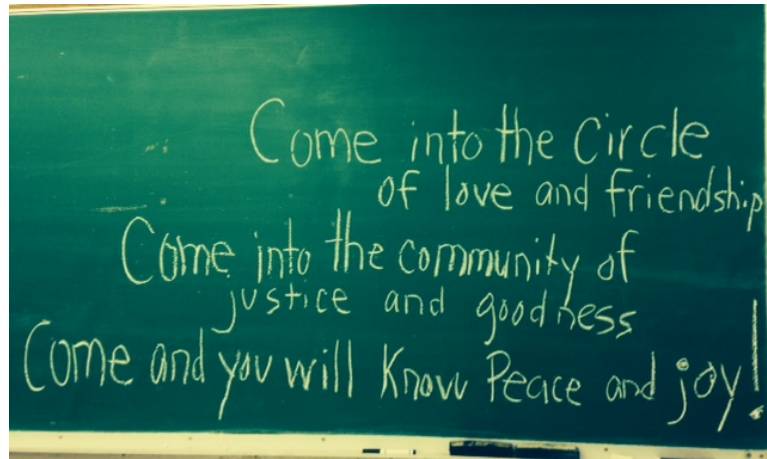 Come into the Circle
of love and friendship
Come into the community of
justice and goodness
Come and you will Know Peace and joy!